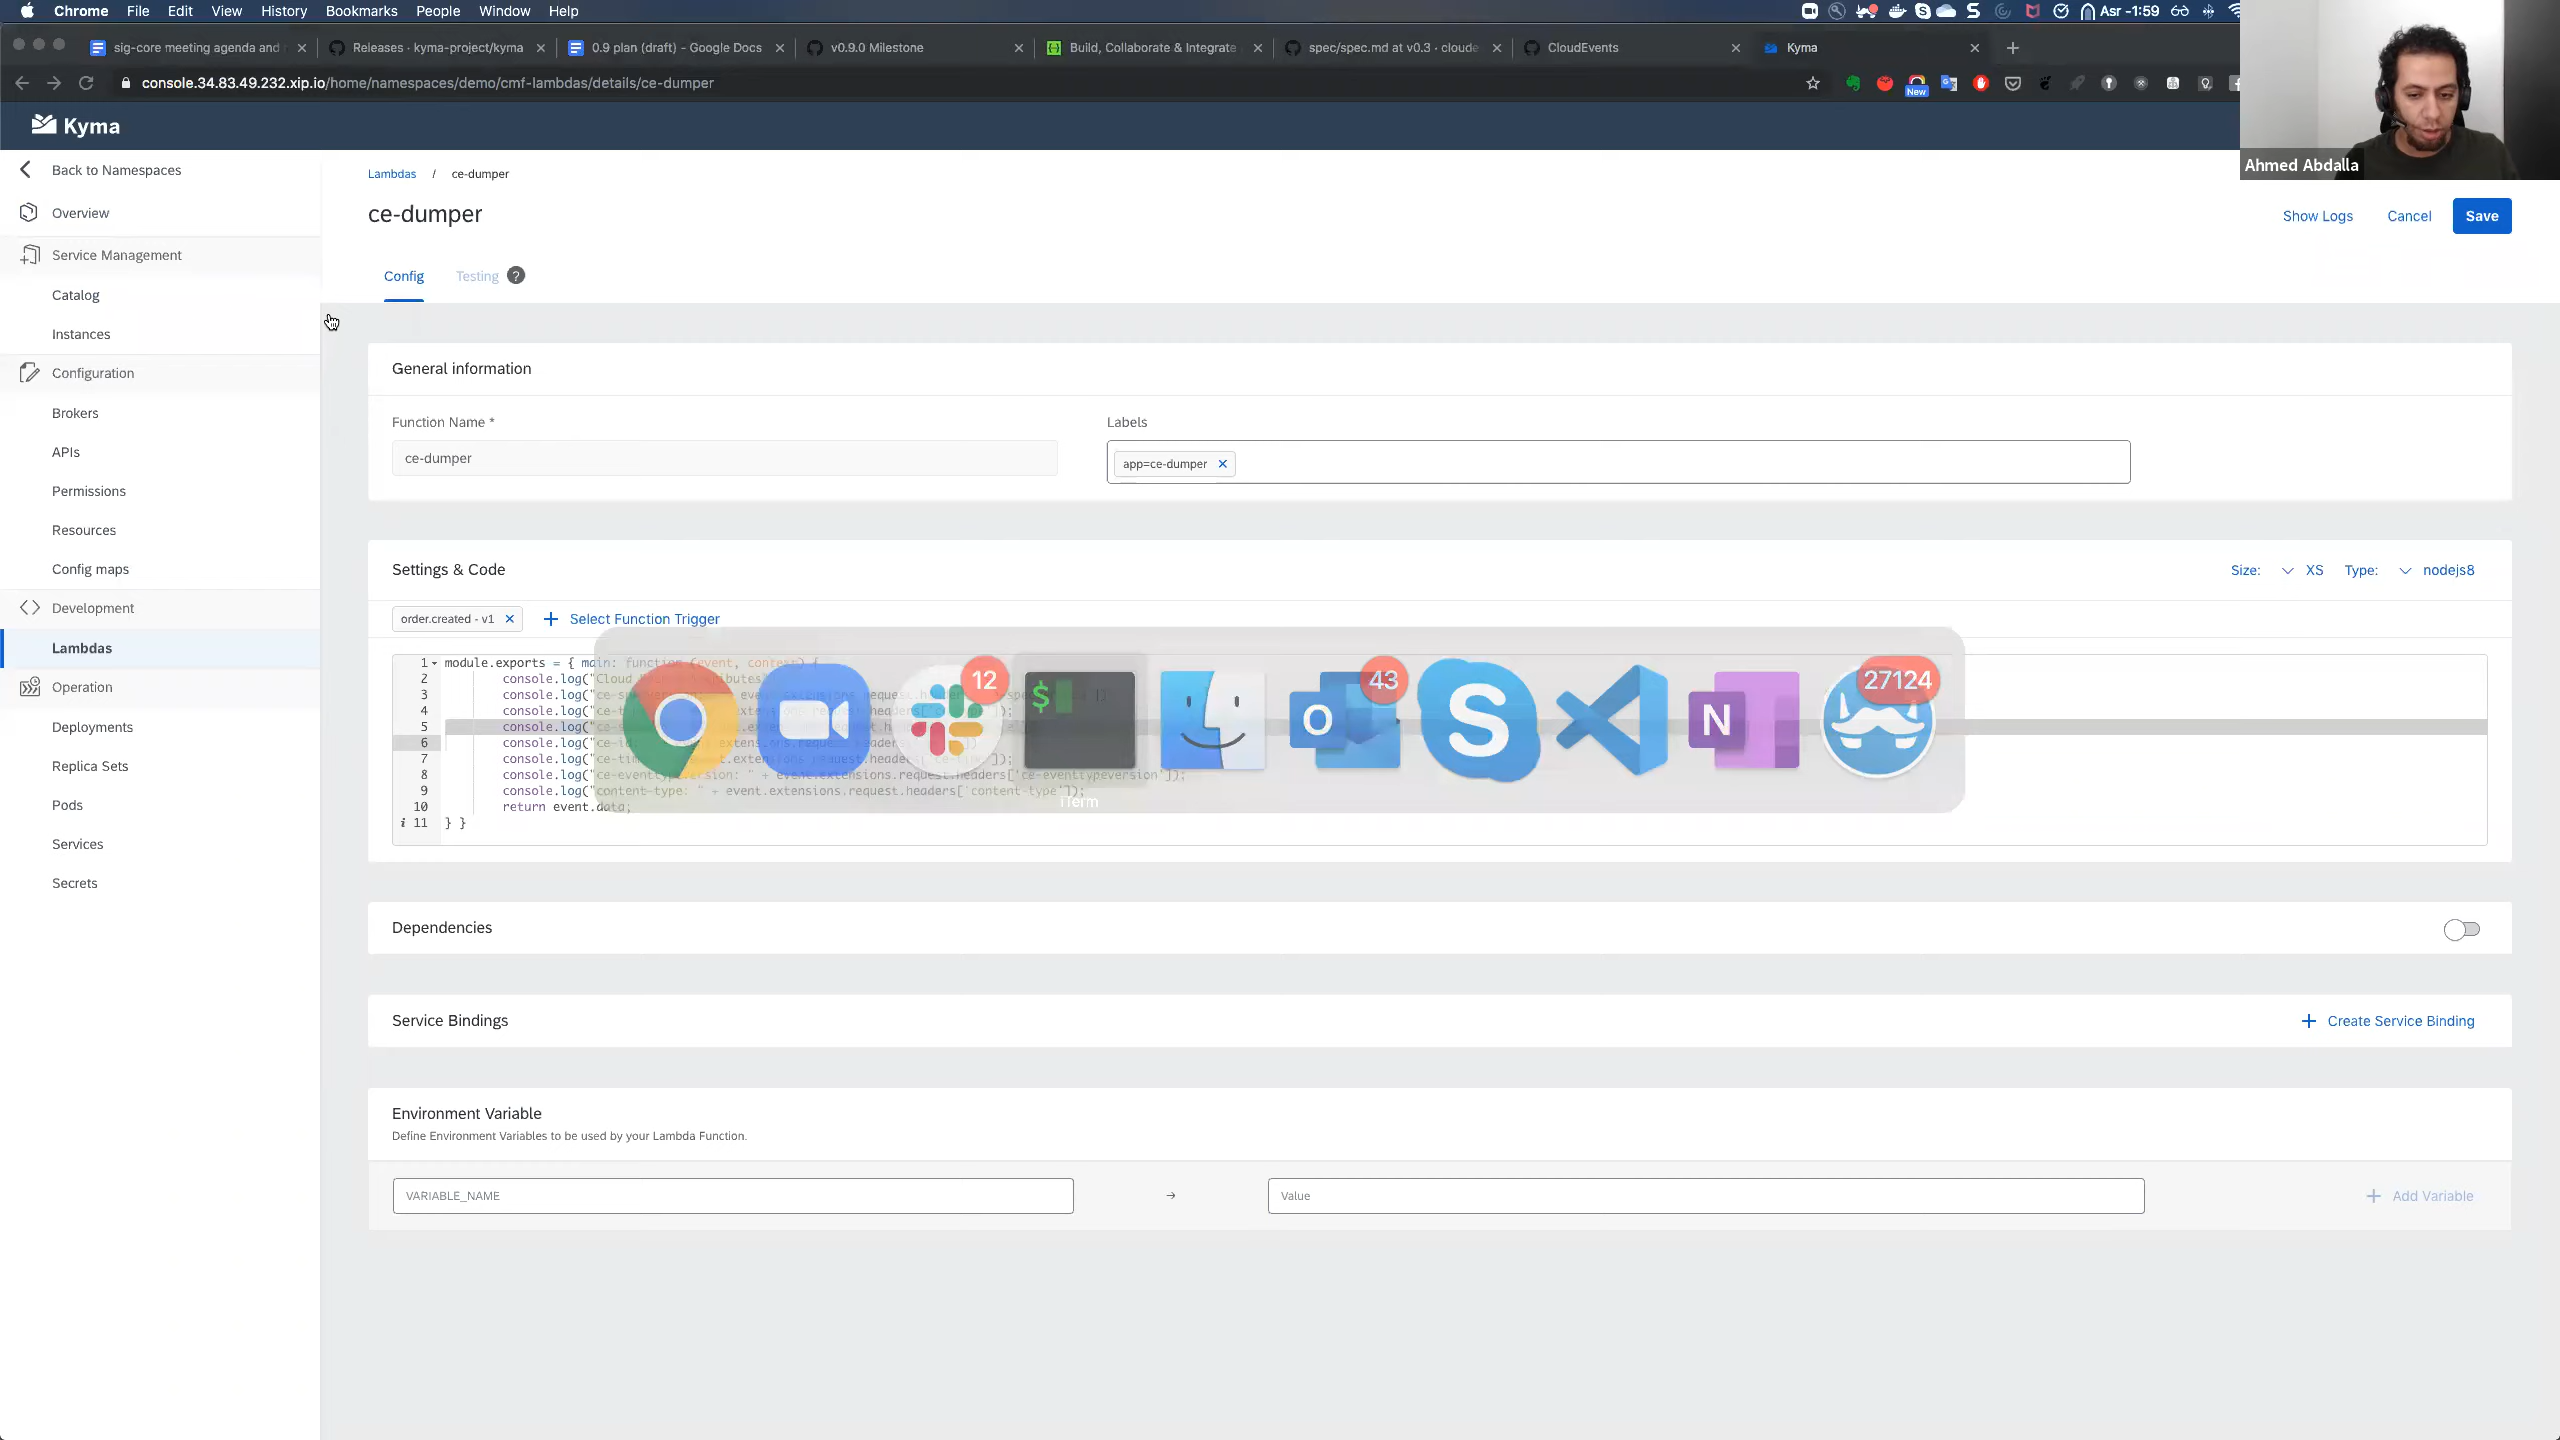 Chrome File Edit View History Bookmarks People Window Help Asr -1:59
sig-core meeting agenda and Releases · kyma-project/kyma 0.9 plan (draft) - Google Docs v0.9.0 Milestone Build, Collaborate & Integrate spec/spec.md at v0.3 · cloude CloudEvents Kyma
console.34.83.49.232.xip.io/home/namespaces/demo/cmf-lambdas/details/ce-dumper
New
Kyma
Ahmed Abdalla
Back to Namespaces
Overview
Service Management
Catalog
Instances
Configuration
Brokers
APIs
Permissions
Resources
Config maps
Development
Lambdas
Operation
Deployments
Replica Sets
Pods
Services
Secrets
Lambdas / ce-dumper
ce-dumper
Show Logs Cancel Save
Config Testing ?
General information
Function Name * Labels
ce-dumper app=ce-dumper
Settings & Code Size: XS Type: nodejs8
order.created - v1 Select Function Trigger
1 module.exports = { main: function (event, context) {
2 console.log("Cloud
3 console.log("ce-
4 console.log("ce-
5 console.log("
6 console.log("ce-id:
7 console.log("ce-
8 console.log("ce-eventtypeversion: " + event.extensions.request.headers['ce-eventtypeversion']);
9 console.log("content-type: " + event.extensions.request.headers['content-type']);
10 return event.data;
11 } }
12
43
27124
$
O
S
N
iTerm
Dependencies
Service Bindings Create Service Binding
Environment Variable
Define Environment Variables to be used by your Lambda Function.
VARIABLE_NAME → Value Add Variable